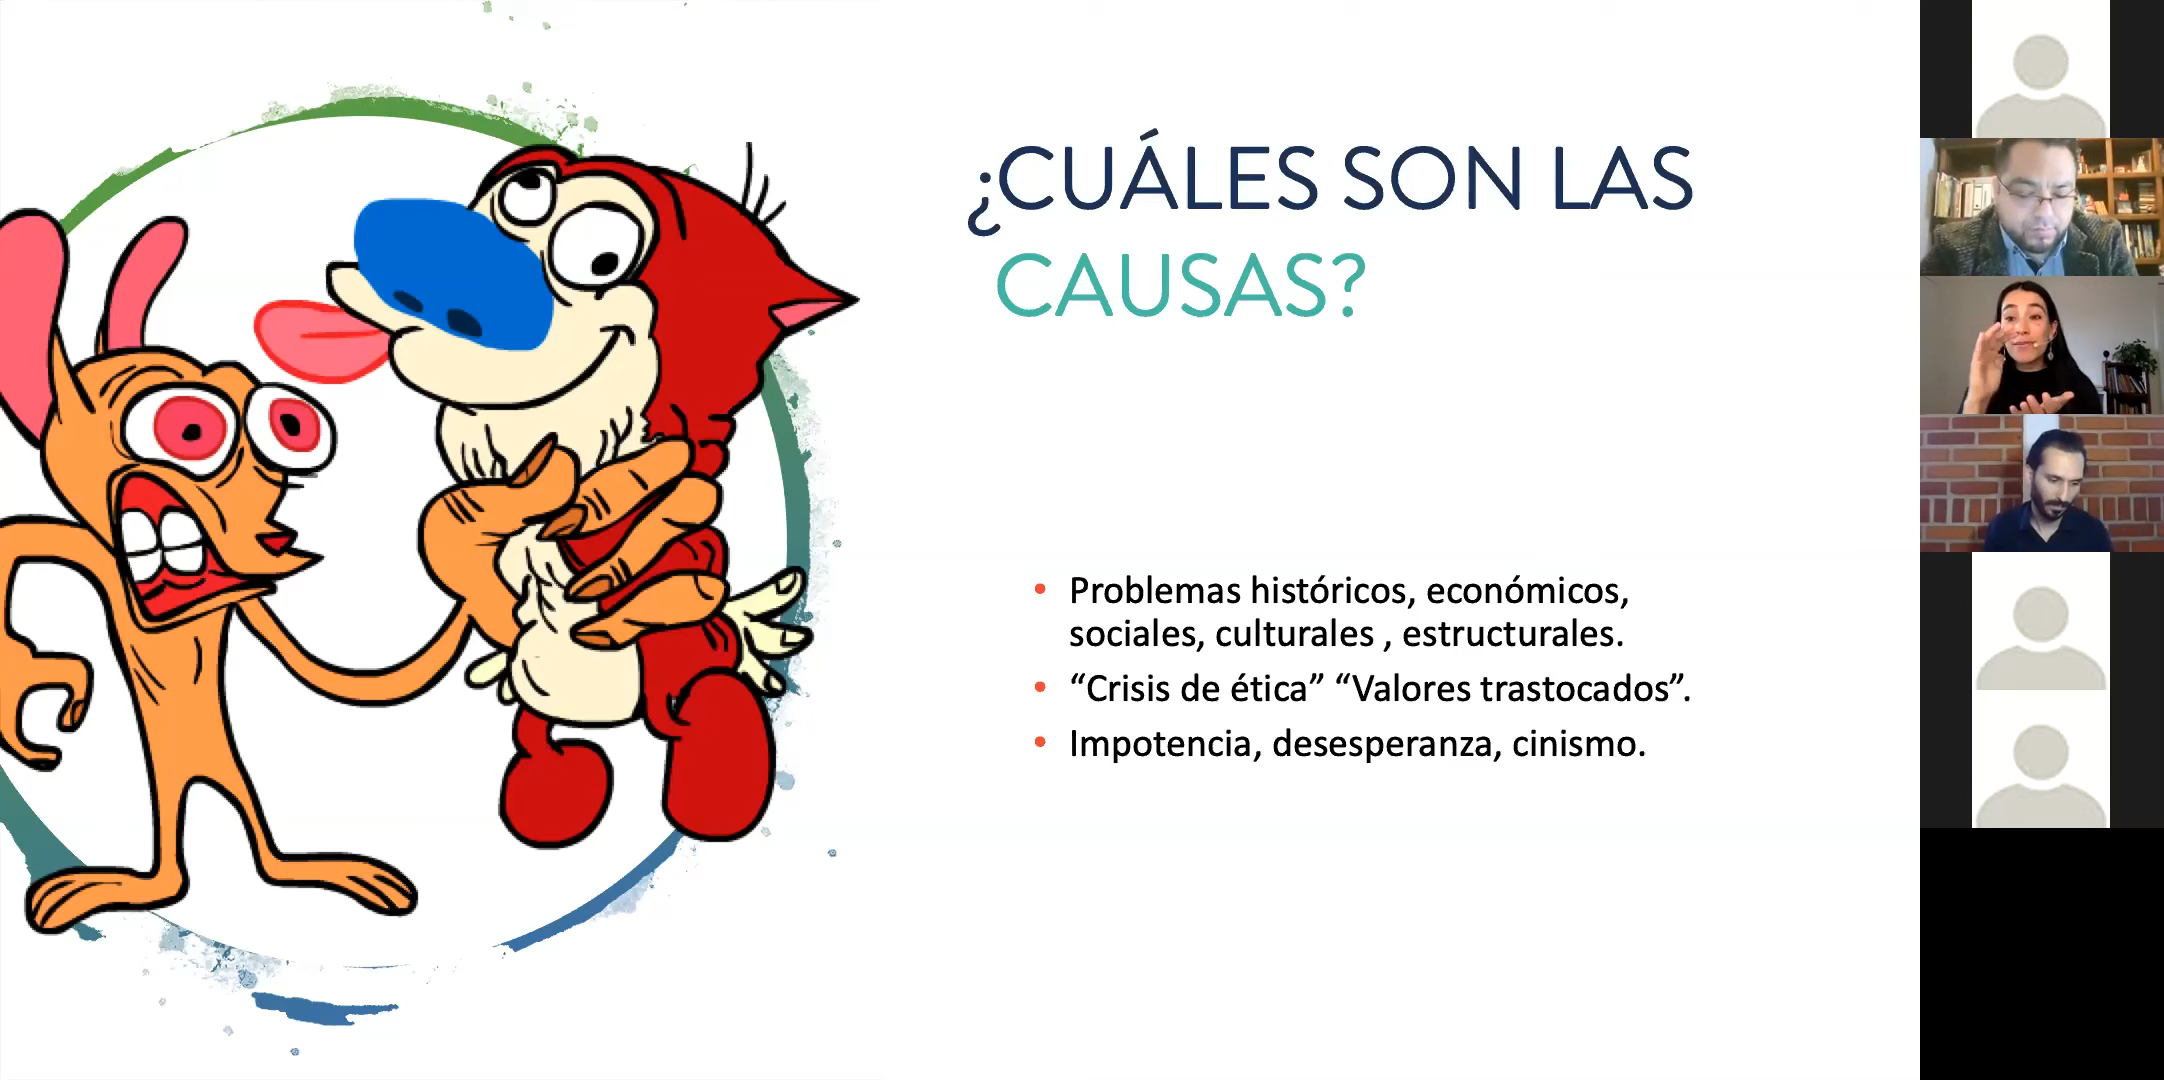 ¿CUÁLES SON LAS
CAUSAS?
• Problemas históricos, económicos,
sociales, culturales , estructurales.
• “Crisis de ética” “Valores trastocados”.
• Impotencia, desesperanza, cinismo.